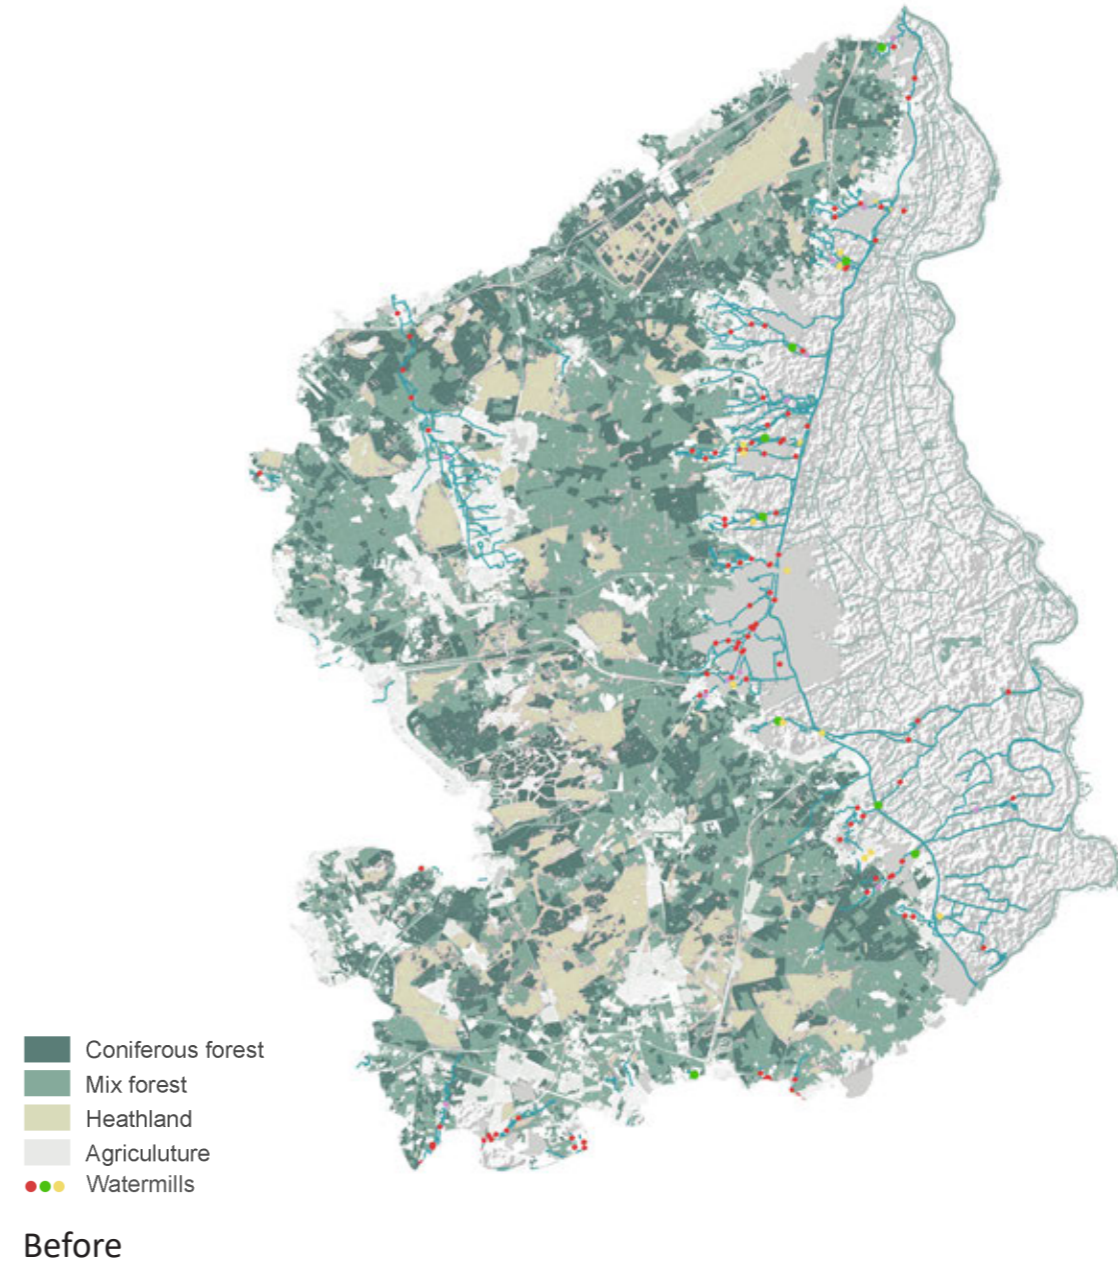 Coniferous forest
Mix forest
Heathland
Agriculuture
Watermills
Before